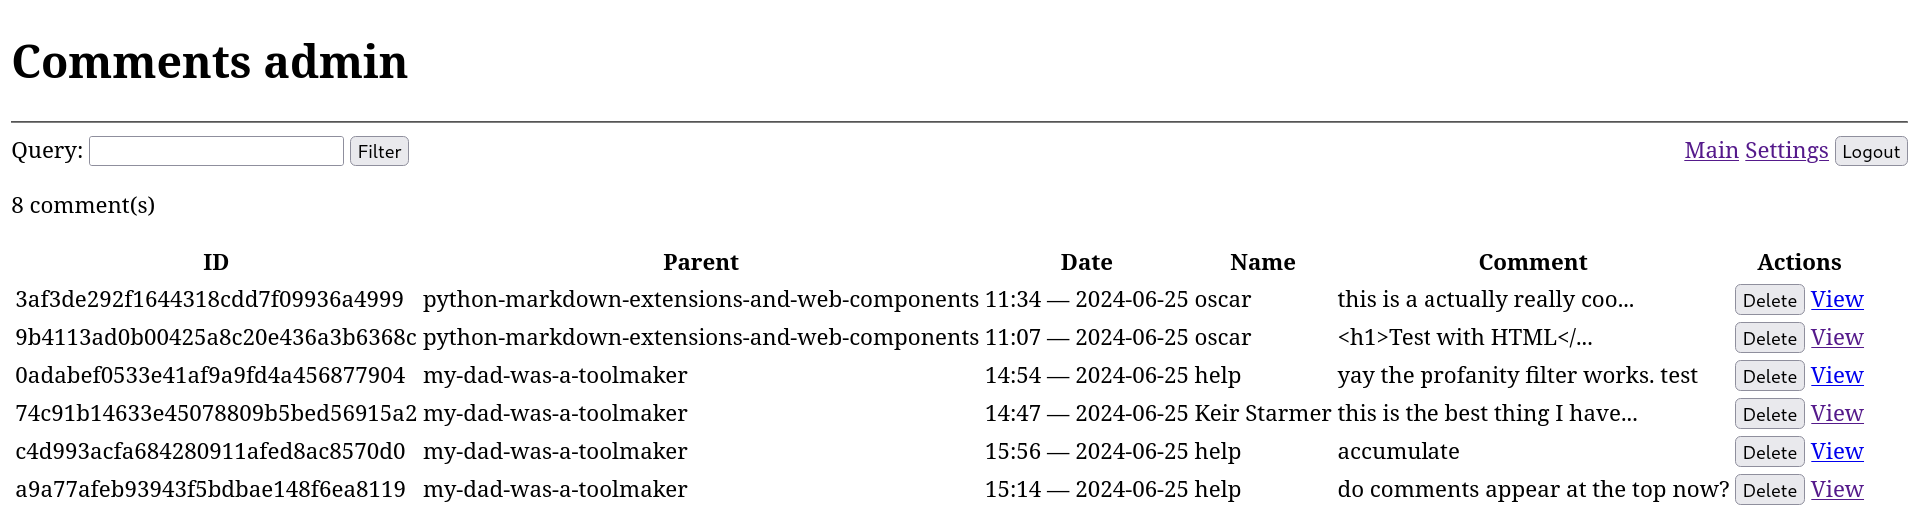 Comments admin
Query: Filter Main Settings Logout
8 comment(s)
ID Parent Date Name Comment Actions
3af3de292f1644318cdd7f09936a4999 python-markdown-extensions-and-web-components 11:34 — 2024-06-25 oscar this is a actually really coo... Delete View
9b4113ad0b00425a8c20e436a3b6368c python-markdown-extensions-and-web-components 11:07 — 2024-06-25 oscar <h1>Test with HTML</... Delete View
0adabef0533e41af9a9fd4a456877904 my-dad-was-a-toolmaker 14:54 — 2024-06-25 help yay the profanity filter works. test Delete View
74c91b14633e45078809b5bed56915a2 my-dad-was-a-toolmaker 14:47 — 2024-06-25 Keir Starmer this is the best thing I have... Delete View
c4d993acfa684280911afed8ac8570d0 my-dad-was-a-toolmaker 15:56 — 2024-06-25 help accumulate Delete View
a9a77afeb93943f5bdbae148f6ea8119 my-dad-was-a-toolmaker 15:14 — 2024-06-25 help do comments appear at the top now? Delete View